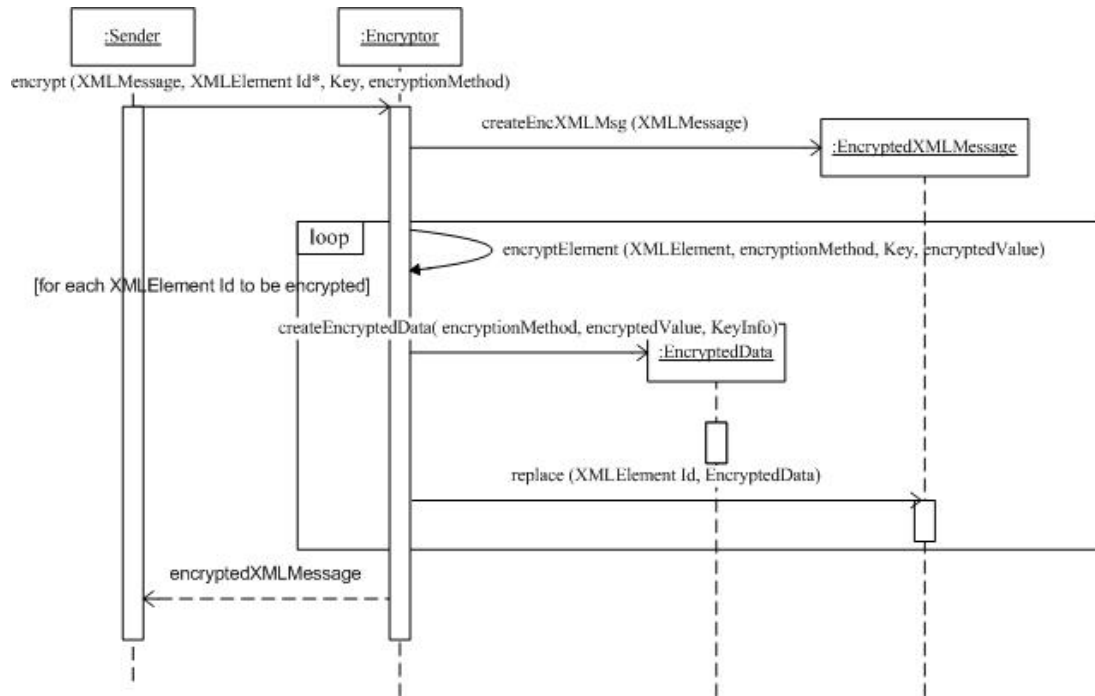 :Sender
:Encryptor
encrypt (XMLMessage, XMLElement Id*, Key, encryptionMethod)
createEncXMLMsg (XMLMessage)
:EncryptedXMLMessage
loop
encryptElement (XMLElement, encryptionMethod, Key, encryptedValue)
[for each XMLElement Id to be encrypted]
createEncryptedData( encryptionMethod, encryptedValue, KeyInfo)
:EncryptedData
replace (XMLElement Id, EncryptedData)
encryptedXMLMessage